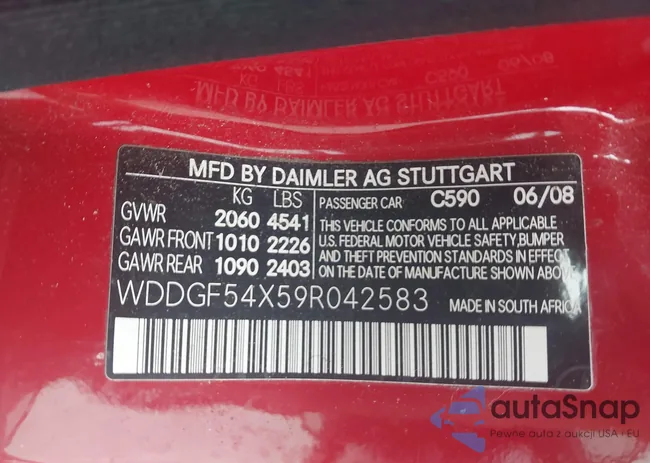 MFD BY DAIMLER AG STUTTGART
KG LBS PASSENGER CAR C590 06/08
GVWR 2060 4541 THIS VEHICLE CONFORMS TO ALL APPLICABLE
GAWR FRONT 1010 2226 U.S. FEDERAL MOTOR VEHICLE SAFETY, BUMPER
GAWR REAR 1090 2403 AND THEFT PREVENTION STANDARDS IN EFFECT
ON THE DATE OF MANUFACTURE SHOWN ABOVE.
WDDGF54X59R042583 MADE IN SOUTH AFRICA
autoSnap
Pewne auta z aukcji USA i EU